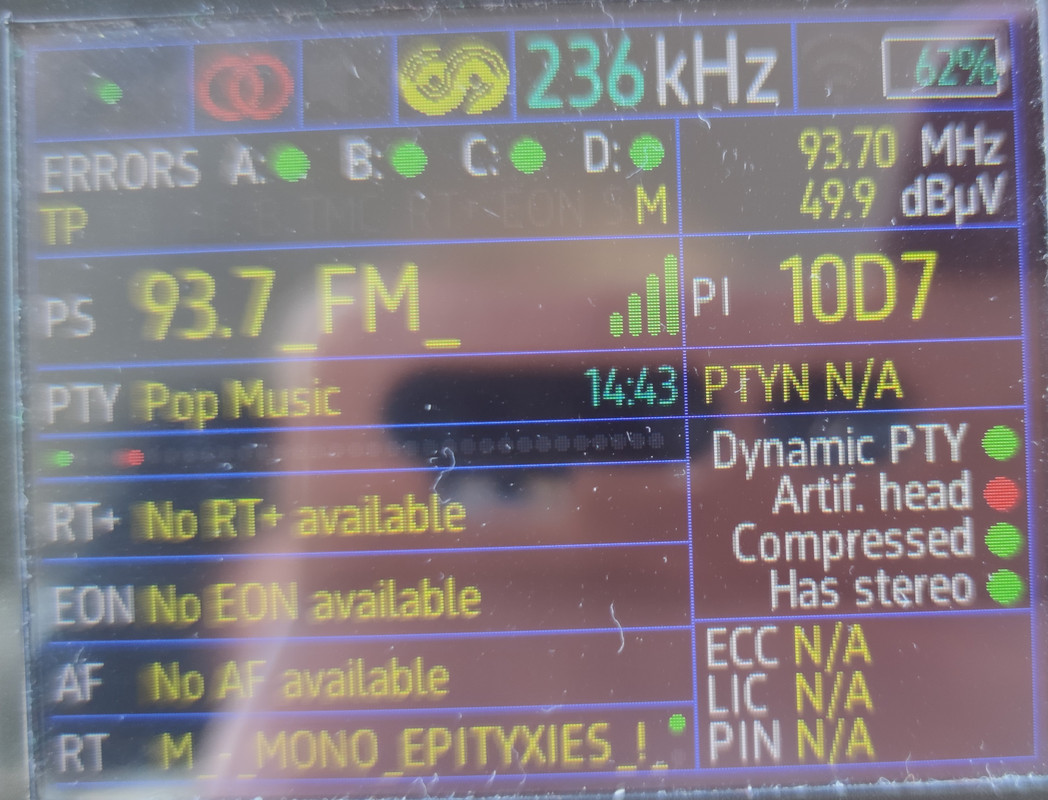 236 kHz 62%
ERRORS A: B: C: D: 93.70 MHz
TP M 49.9 dBµV
PS 93.7_FM_ PI 10D7
PTY Pop Music 14:43 PTYN N/A
Dynamic PTY
Artif. head
RT+ No RT+ available
Compressed
Has stereo
EON No EON available
ECC N/A
AF No AF available
LIC N/A
RT M_-_MONO_EPITYXIES_!_
PIN N/A